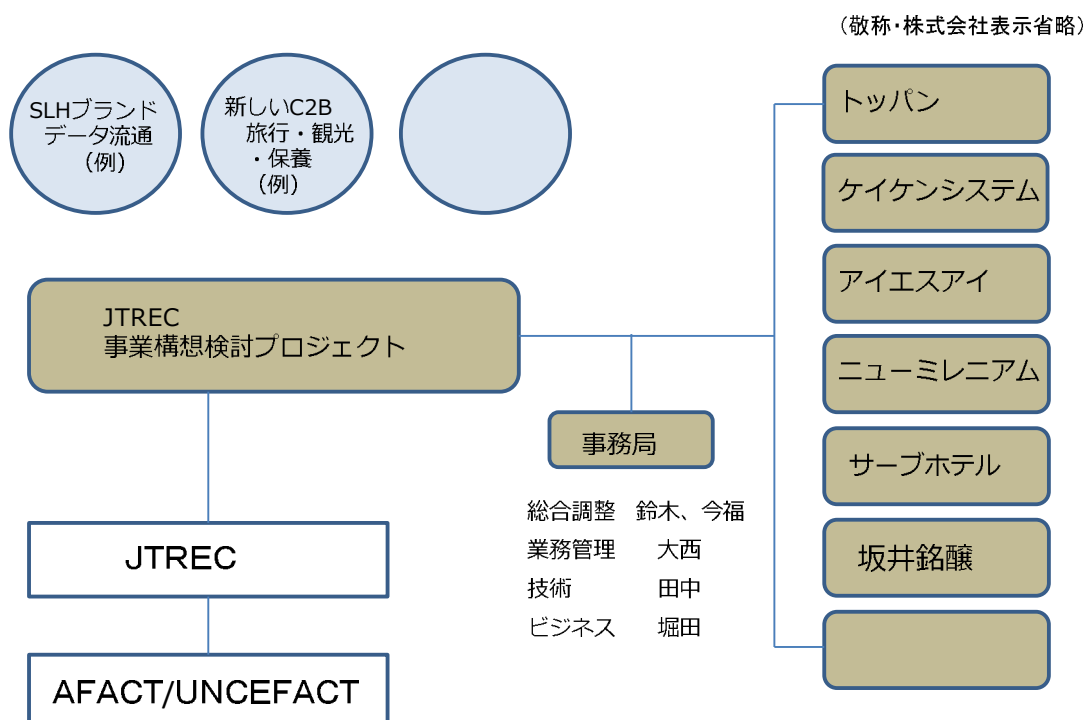 (敬称・株式会社表示省略)
SLHブランド
データ流通
(例)
新しいC2B
旅行・観光
・保養
(例)
トッパン
ケイケンシステム
アイエスアイ
ニューミレニアム
サーブホテル
坂井銘醸
JTREC
事業構想検討プロジェクト
事務局
総合調整 鈴木、今福
業務管理 大西
技術 田中
ビジネス 堀田
JTREC
AFACT/UNCEFACT